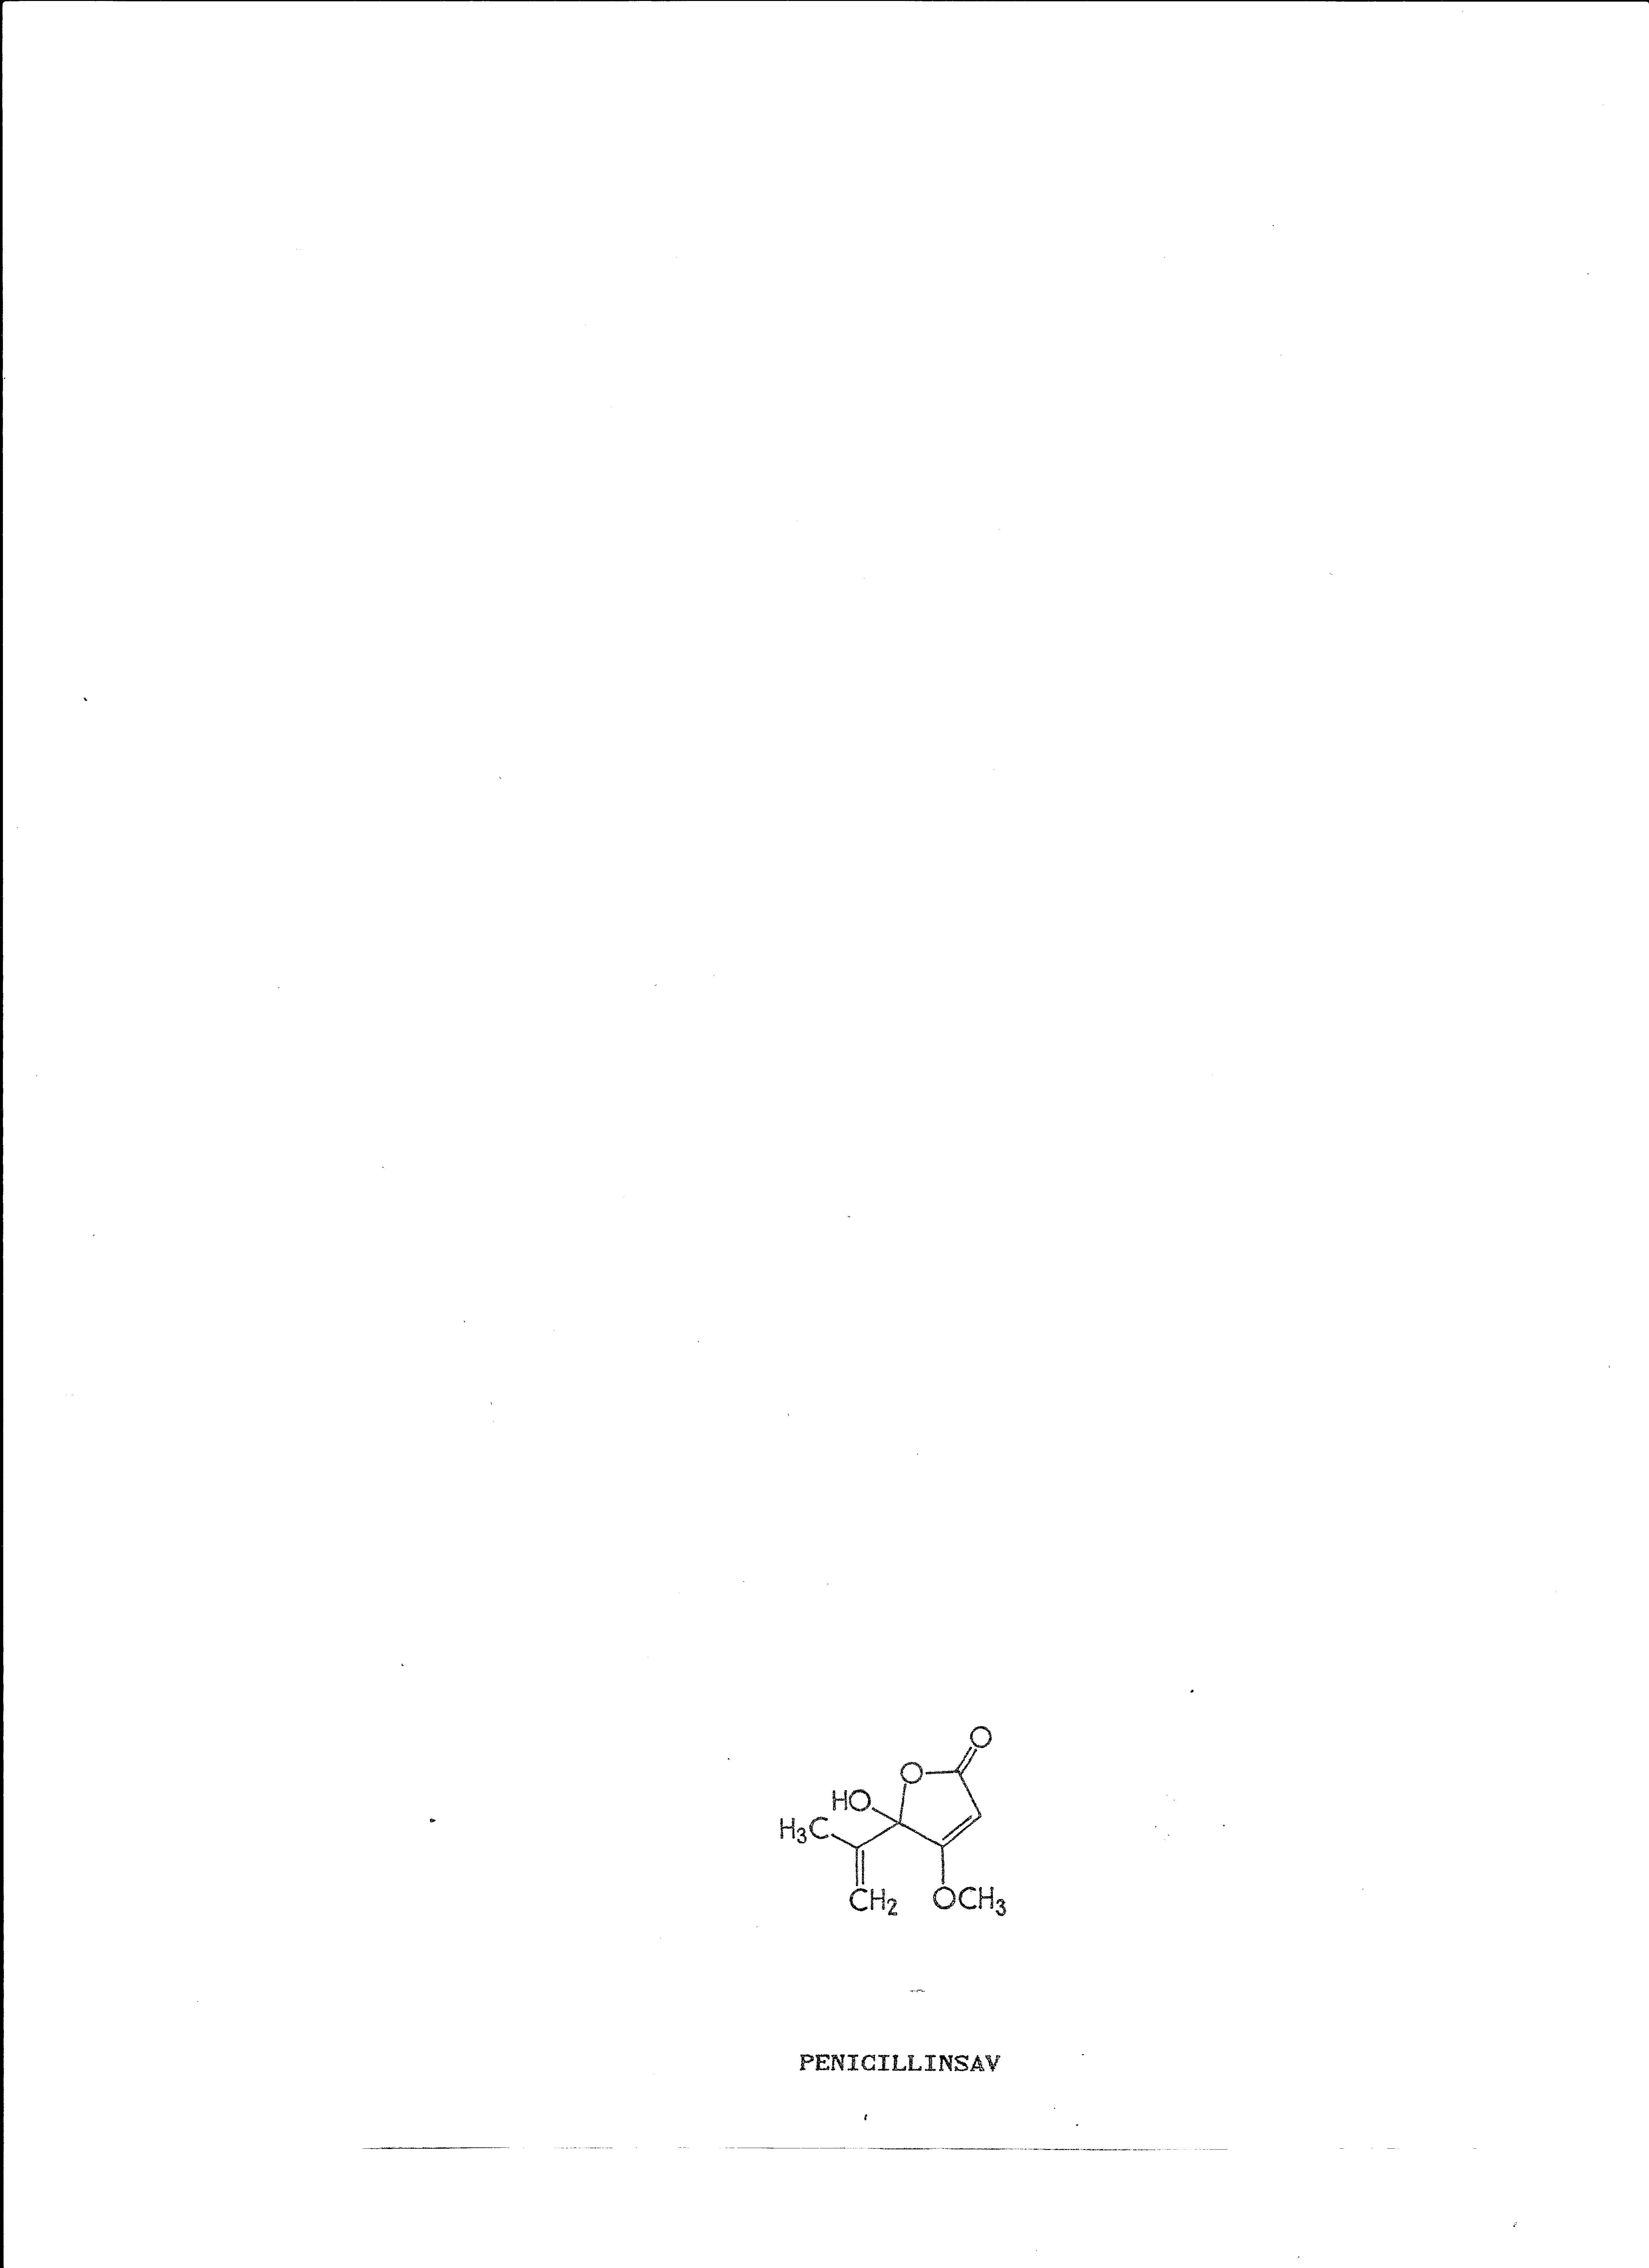 O
O
HO
H3C
CH2 OCH3
PENICILLINSAV